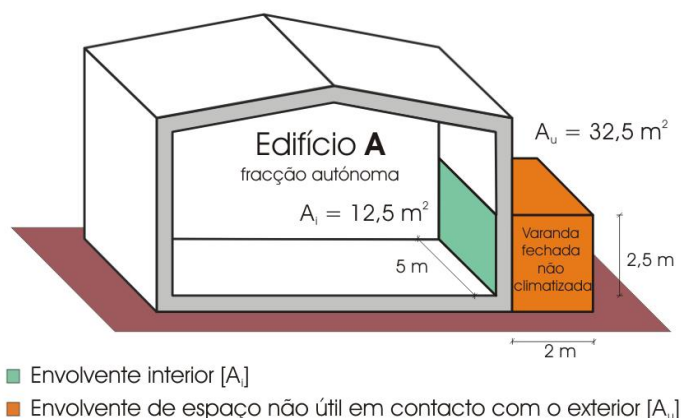 Edifício A
fracção autónoma
Aᵢ = 12,5 m²
5 m
Aᵤ = 32,5 m²
Varanda
fechada
não
climatizada
2,5 m
2 m
Envolvente interior [Aᵢ]
Envolvente de espaço não útil em contacto com o exterior [Aᵤ]